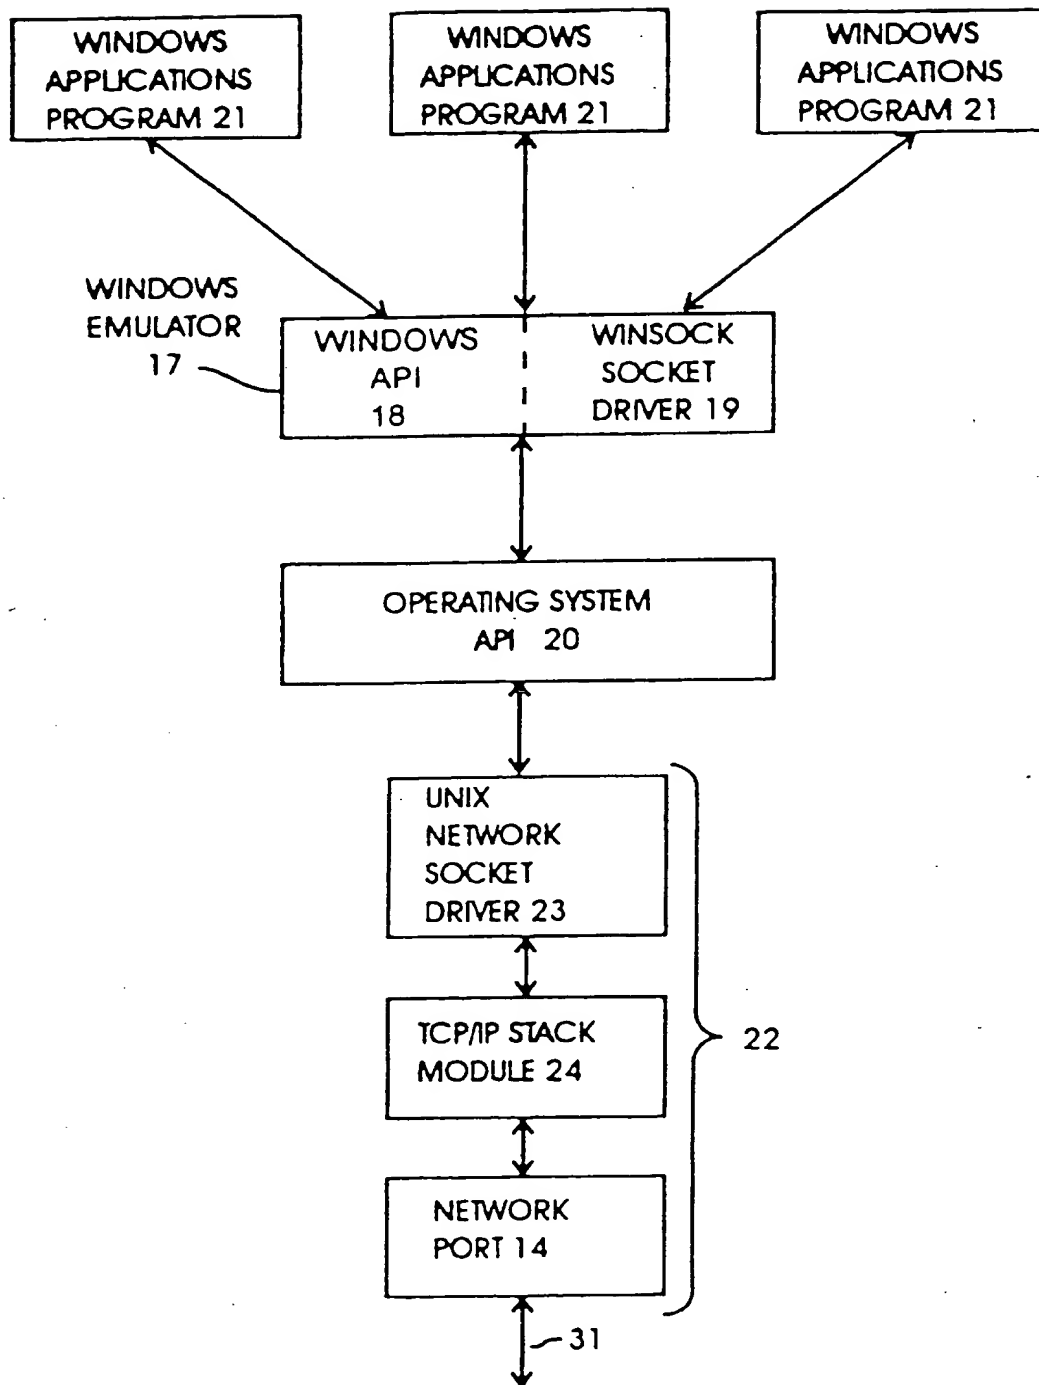 WINDOWS
APPLICATIONS
PROGRAM 21
WINDOWS
APPLICATIONS
PROGRAM 21
WINDOWS
APPLICATIONS
PROGRAM 21
WINDOWS
EMULATOR
17
WINDOWS
API
18
WINSOCK
SOCKET
DRIVER 19
OPERATING SYSTEM
API 20
UNIX
NETWORK
SOCKET
DRIVER 23
TCP/IP STACK
MODULE 24
22
NETWORK
PORT 14
31